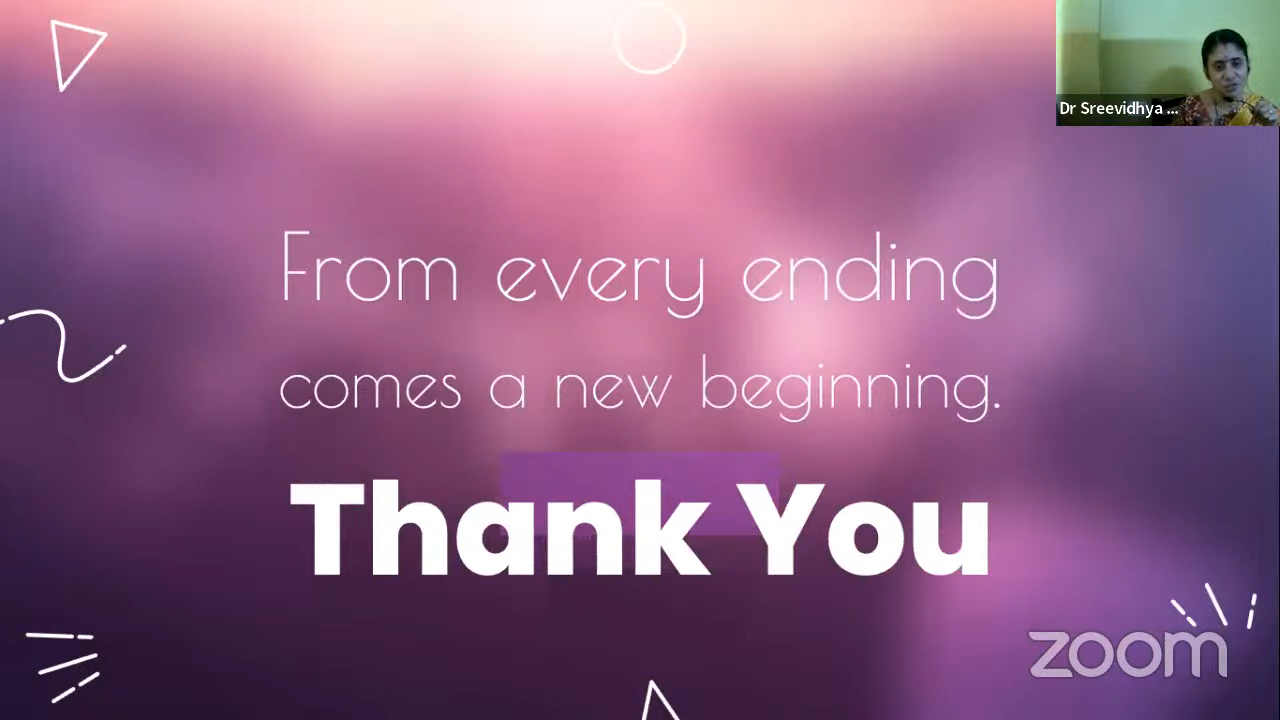 Dr Sreevidhya ...
From every ending
comes a new beginning.
Thank You
zoom